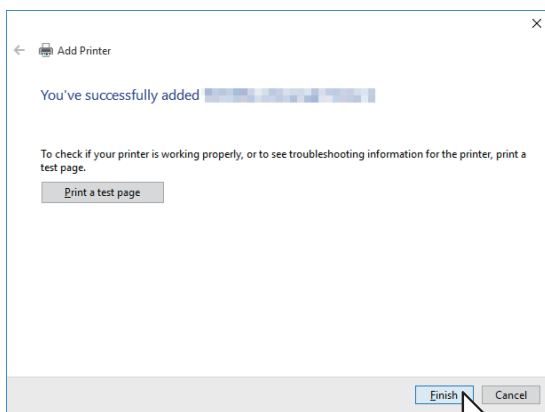 Add Printer
You've successfully added
To check if your printer is working properly, or to see troubleshooting information for the printer, print a
test page.
Print a test page
Finish
Cancel